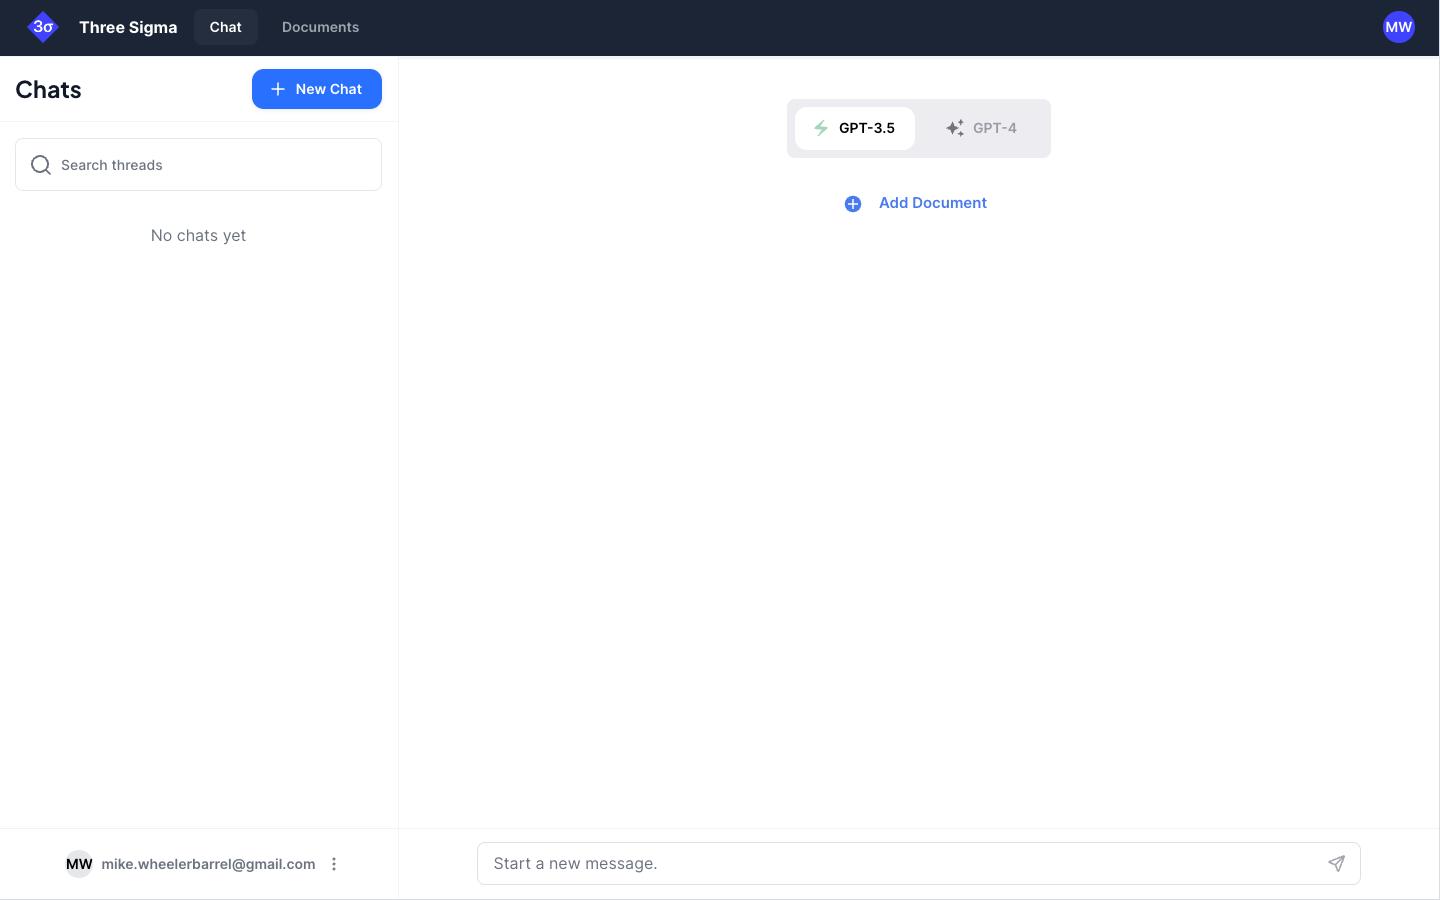 3σ Three Sigma Chat Documents MW
Chats
New Chat
Search threads
No chats yet
GPT-3.5 GPT-4
Add Document
MW mike.wheelerbarrel@gmail.com
Start a new message.